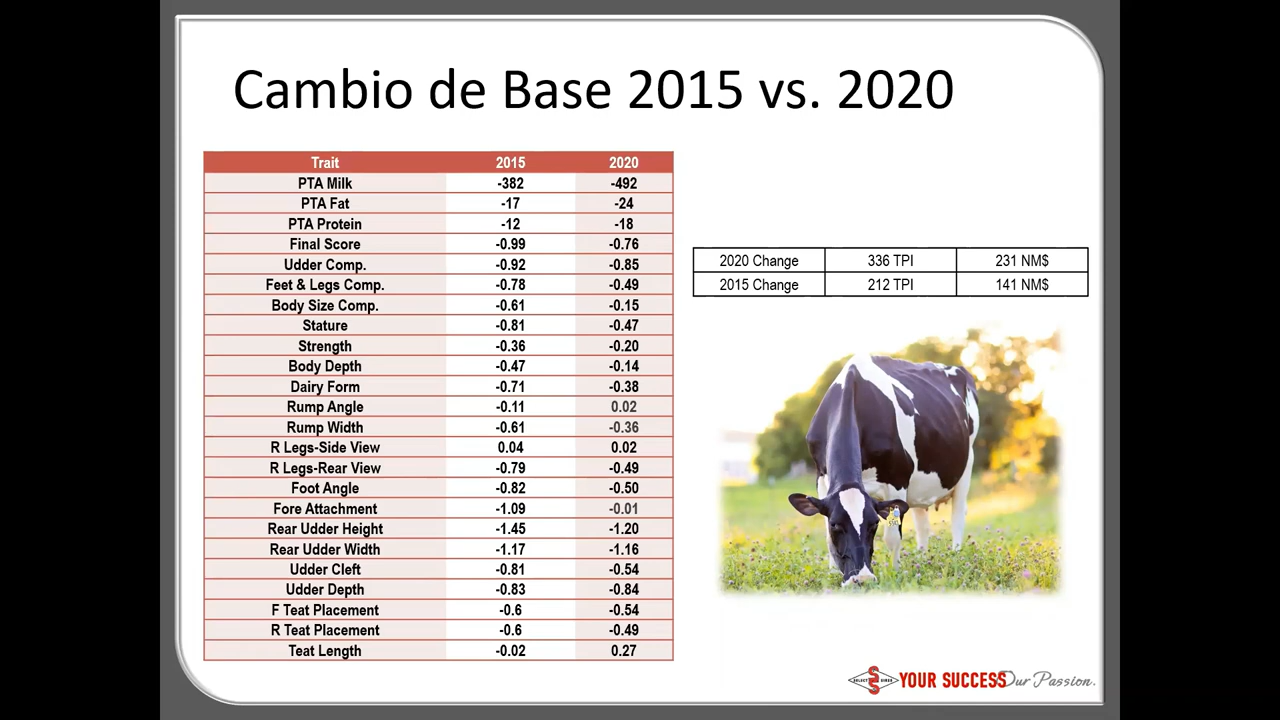 Cambio de Base 2015 vs. 2020
Trait 2015 2020
PTA Milk -382 -492
PTA Fat -17 -24
PTA Protein -12 -18
Final Score -0.99 -0.76
Udder Comp. -0.92 -0.85
Feet & Legs Comp. -0.78 -0.49
Body Size Comp. -0.61 -0.15
Stature -0.81 -0.47
Strength -0.36 -0.20
Body Depth -0.47 -0.14
Dairy Form -0.71 -0.38
Rump Angle -0.11 0.02
Rump Width -0.61 -0.36
R Legs-Side View 0.04 0.02
R Legs-Rear View -0.79 -0.49
Foot Angle -0.82 -0.50
Fore Attachment -1.09 -0.01
Rear Udder Height -1.45 -1.20
Rear Udder Width -1.17 -1.16
Udder Cleft -0.81 -0.54
Udder Depth -0.83 -0.84
F Teat Placement -0.6 -0.54
R Teat Placement -0.6 -0.49
Teat Length -0.02 0.27
2020 Change 336 TPI 231 NM$
2015 Change 212 TPI 141 NM$
SELECT SIRES YOUR SUCCESS Our Passion.